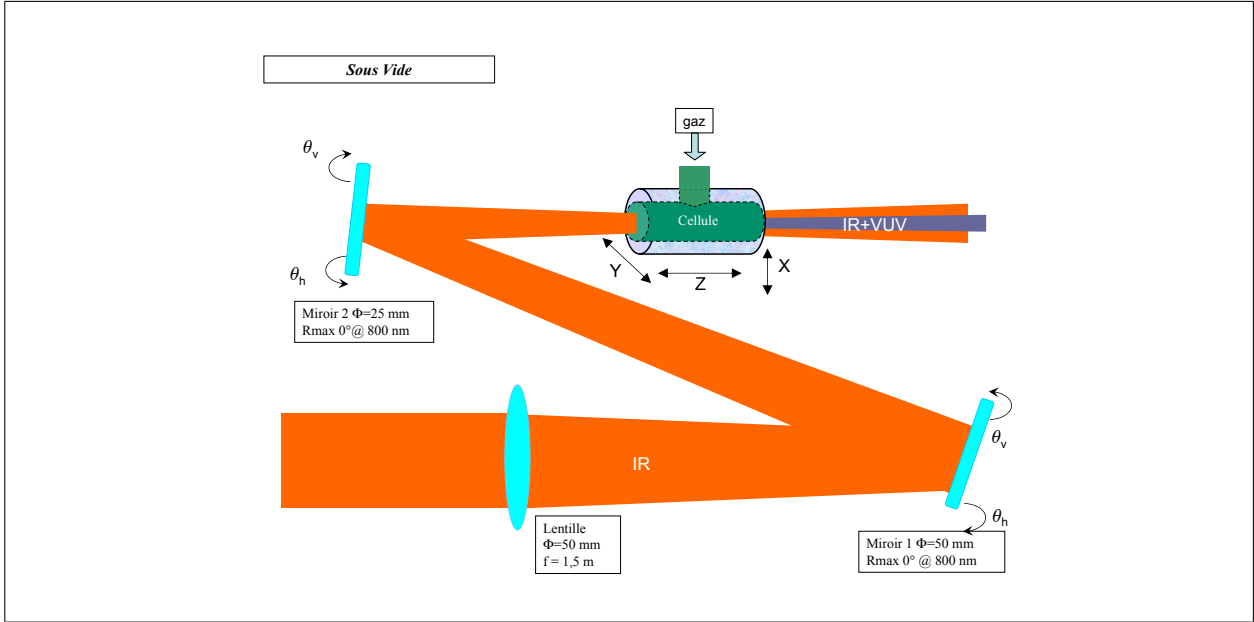 Sous Vide
gaz
θv
Cellule
IR+VUV
Y
Z
X
θh
Miroir 2 Φ=25 mm
Rmax 0°@ 800 nm
IR
θv
θh
Lentille
Φ=50 mm
f = 1,5 m
Miroir 1 Φ=50 mm
Rmax 0° @ 800 nm